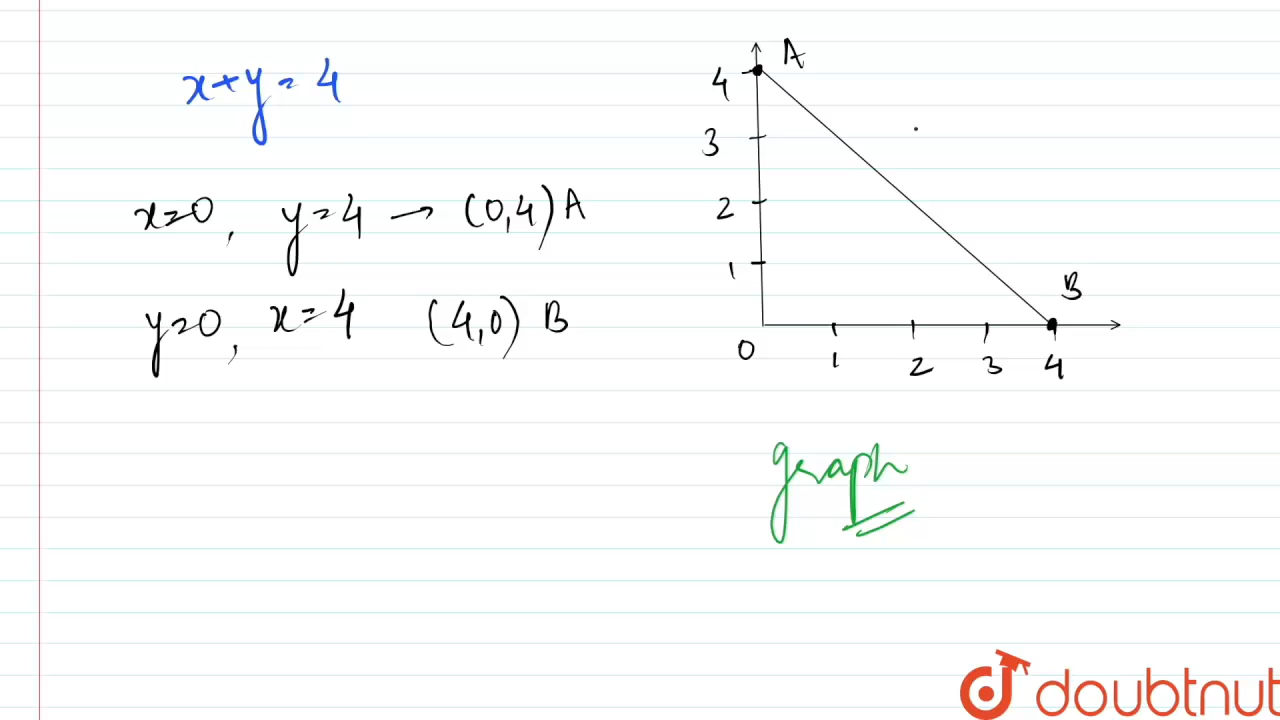 x+y=4
x=0, y=4 → (0,4) A
y=0, x=4 (4,0) B
A
4
3
2
1
B
0 1 2 3 4
graph
doubtnut